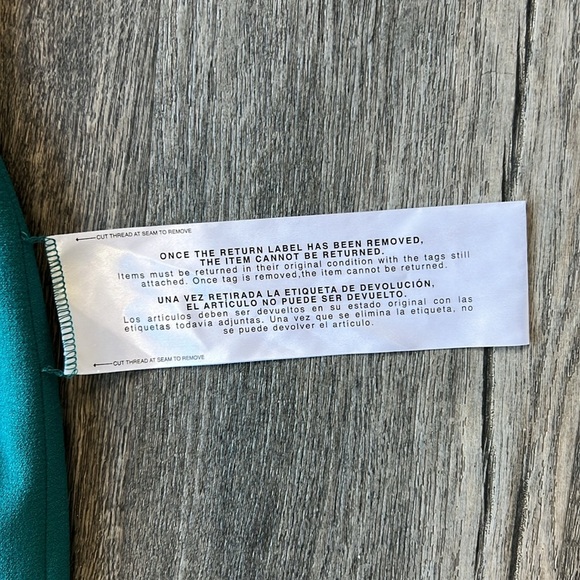 CUT THREAD AT SEAM TO REMOVE
ONCE THE RETURN LABEL HAS BEEN REMOVED,
THE ITEM CANNOT BE RETURNED.
Items must be returned in their original condition with the tags still
attached. Once tag is removed,the item cannot be returned.
UNA VEZ RETIRADA LA ETIQUETA DE DEVOLUCIÓN,
EL ARTICULO NO PUEDE SER DEVUELTO.
Los articulos deben ser devueltos en su estado original con las
etiquetas todavia adjuntas. Una vez que se elimina la etiqueta, no
se puede devolver el articulo.
CUT THREAD AT SEAM TO REMOVE